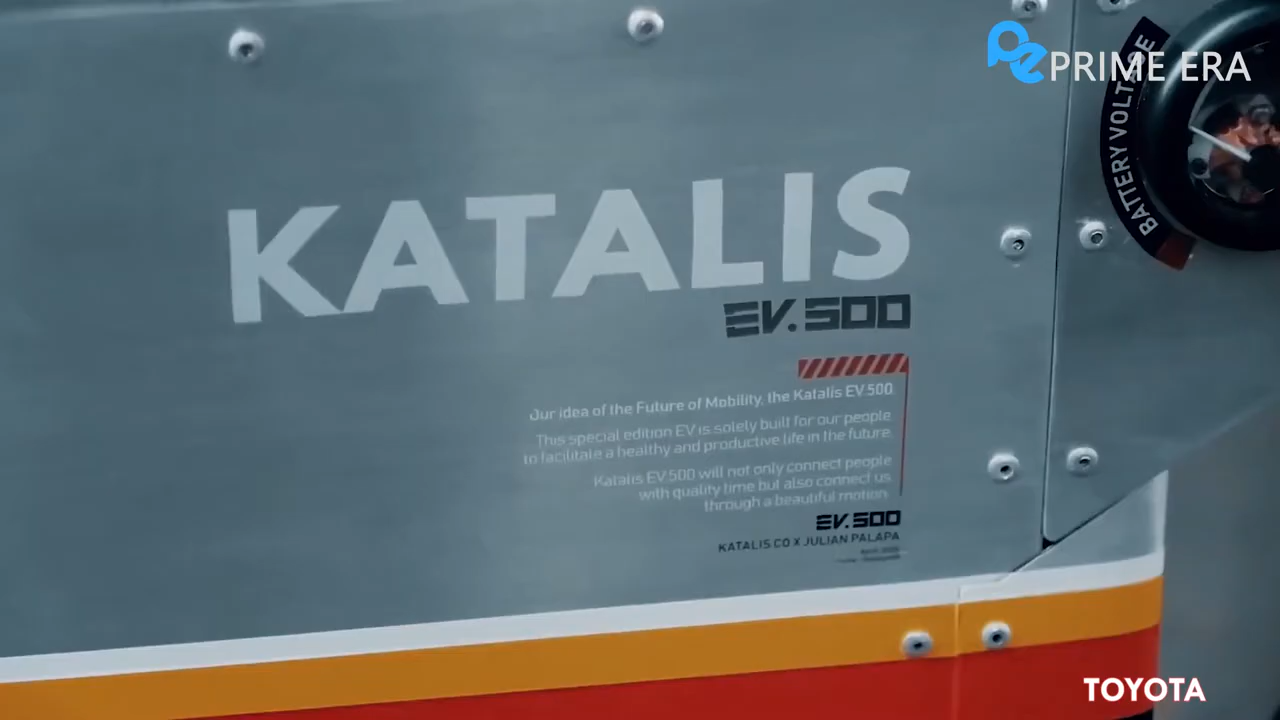 PRIME ERA
BATTERY VOLTAGE
KATALIS
EV.500
Our idea of the Future of Mobility, the Katalis EV.500.
This special edition EV is solely built for our people
to facilitate a healthy and productive life in the future.
Katalis EV.500 will not only connect people
with quality time but also connect us
through a beautiful motion.
EV.500
KATALIS CO X JULIAN PALAPA
TOYOTA